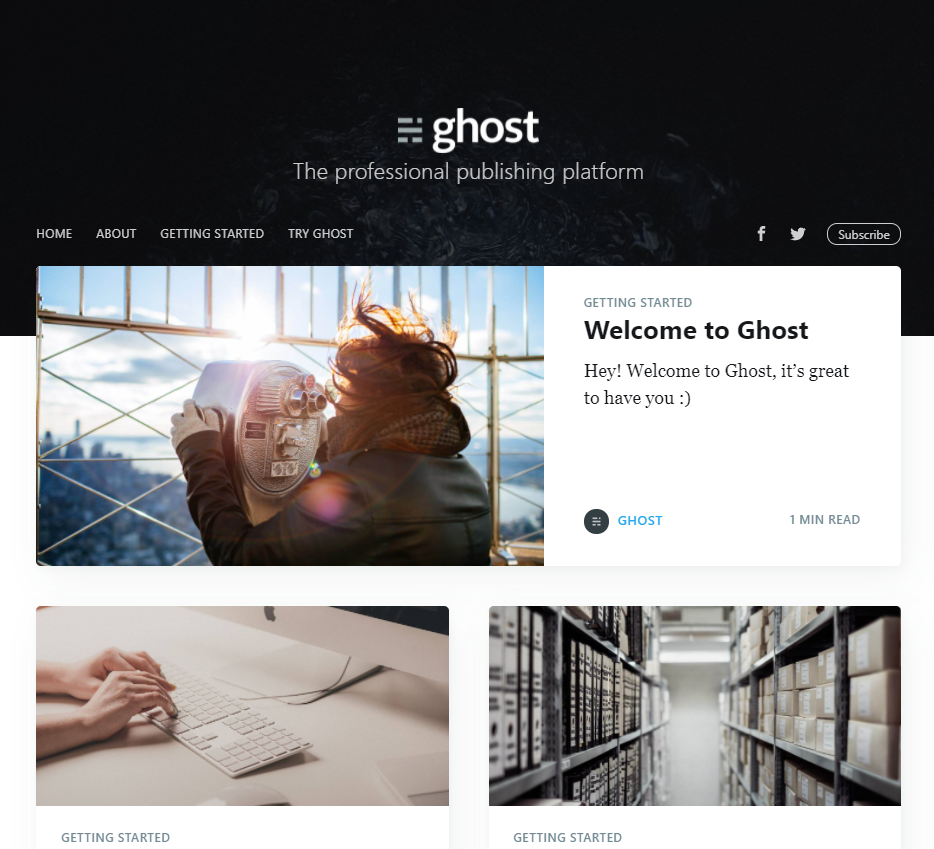 ghost
The professional publishing platform
HOME ABOUT GETTING STARTED TRY GHOST Subscribe
GETTING STARTED
Welcome to Ghost
Hey! Welcome to Ghost, it’s great
to have you :)
GHOST 1 MIN READ
GETTING STARTED GETTING STARTED